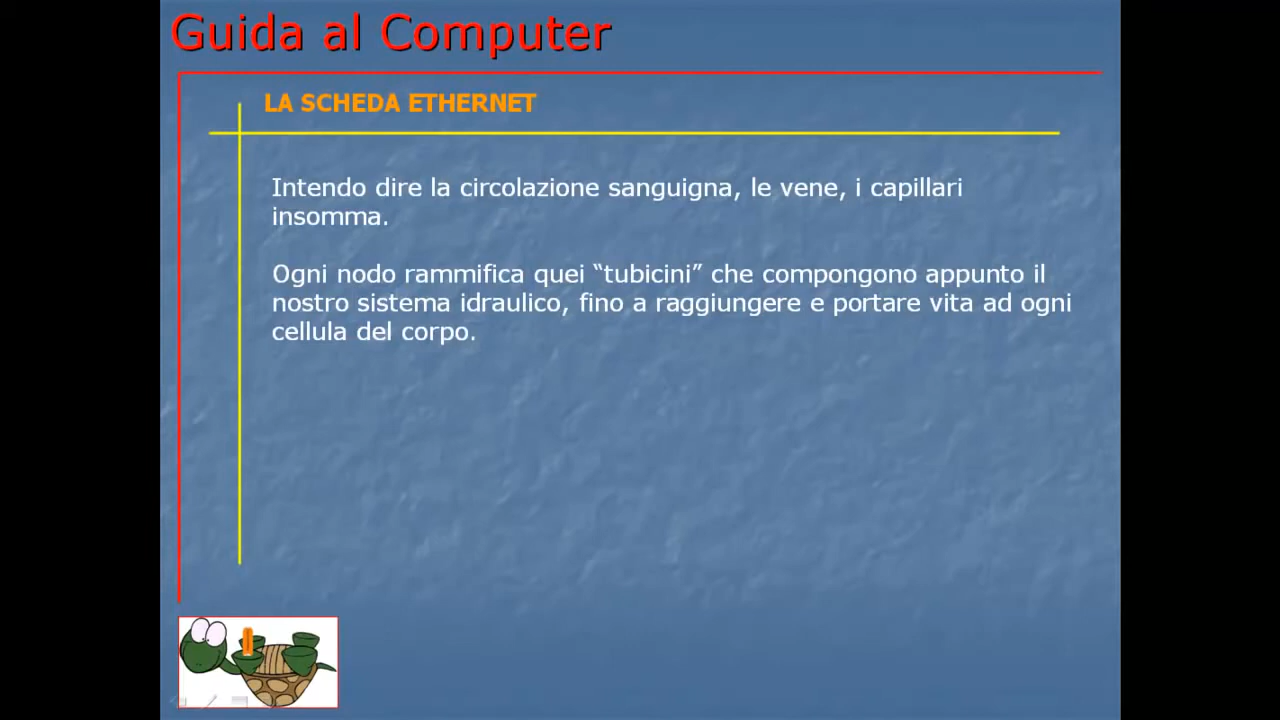 Guida al Computer
LA SCHEDA ETHERNET
Intendo dire la circolazione sanguigna, le vene, i capillari
insomma.
Ogni nodo rammifica quei “tubicini” che compongono appunto il
nostro sistema idraulico, fino a raggiungere e portare vita ad ogni
cellula del corpo.